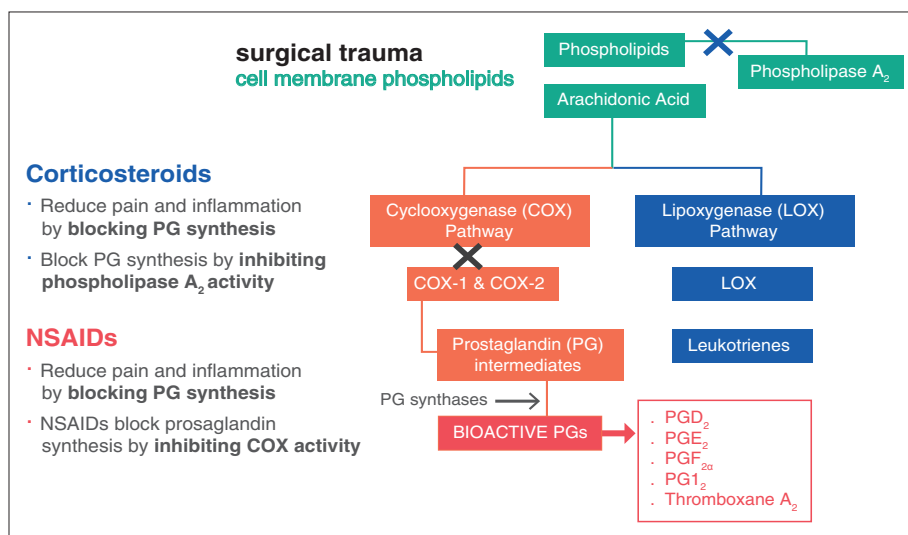 surgical trauma
cell membrane phospholipids
Phospholipids
Phospholipase A₂
Arachidonic Acid
Corticosteroids
· Reduce pain and inflammation
by blocking PG synthesis
· Block PG synthesis by inhibiting
phospholipase A₂ activity
NSAIDs
· Reduce pain and inflammation
by blocking PG synthesis
· NSAIDs block prosaglandin
synthesis by inhibiting COX activity
Cyclooxygenase (COX)
Pathway
Lipoxygenase (LOX)
Pathway
COX-1 & COX-2
LOX
Prostaglandin (PG)
intermediates
Leukotrienes
PG synthases
BIOACTIVE PGs
. PGD₂
. PGE₂
. PGF₂α
. PG1₂
. Thromboxane A₂